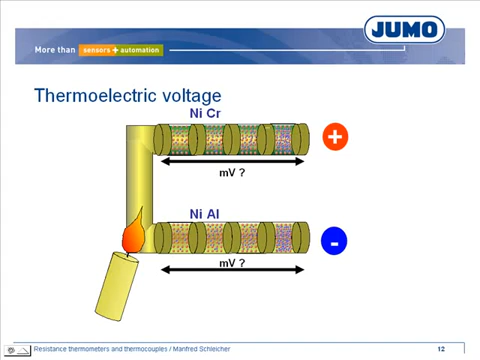 JUMO
More than sensors + automation
Thermoelectric voltage
Ni Cr
+
mV ?
Ni Al
-
mV ?
Resistance thermometers and thermocouples / Manfred Schleicher 12